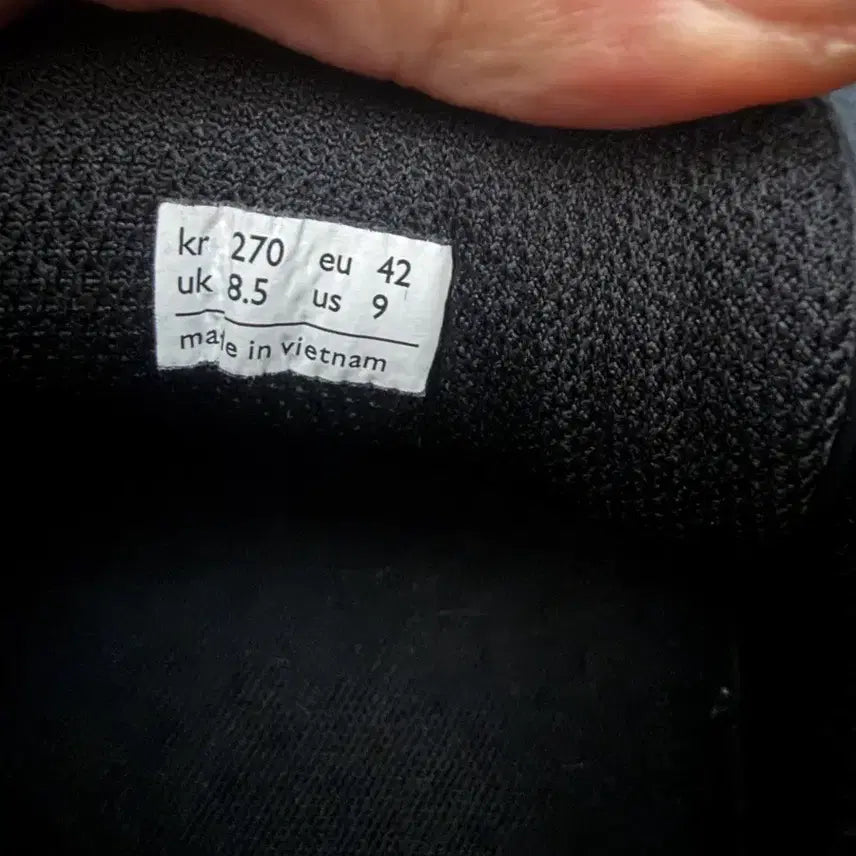 kr 270 eu 42
uk 8.5 us 9
made in vietnam